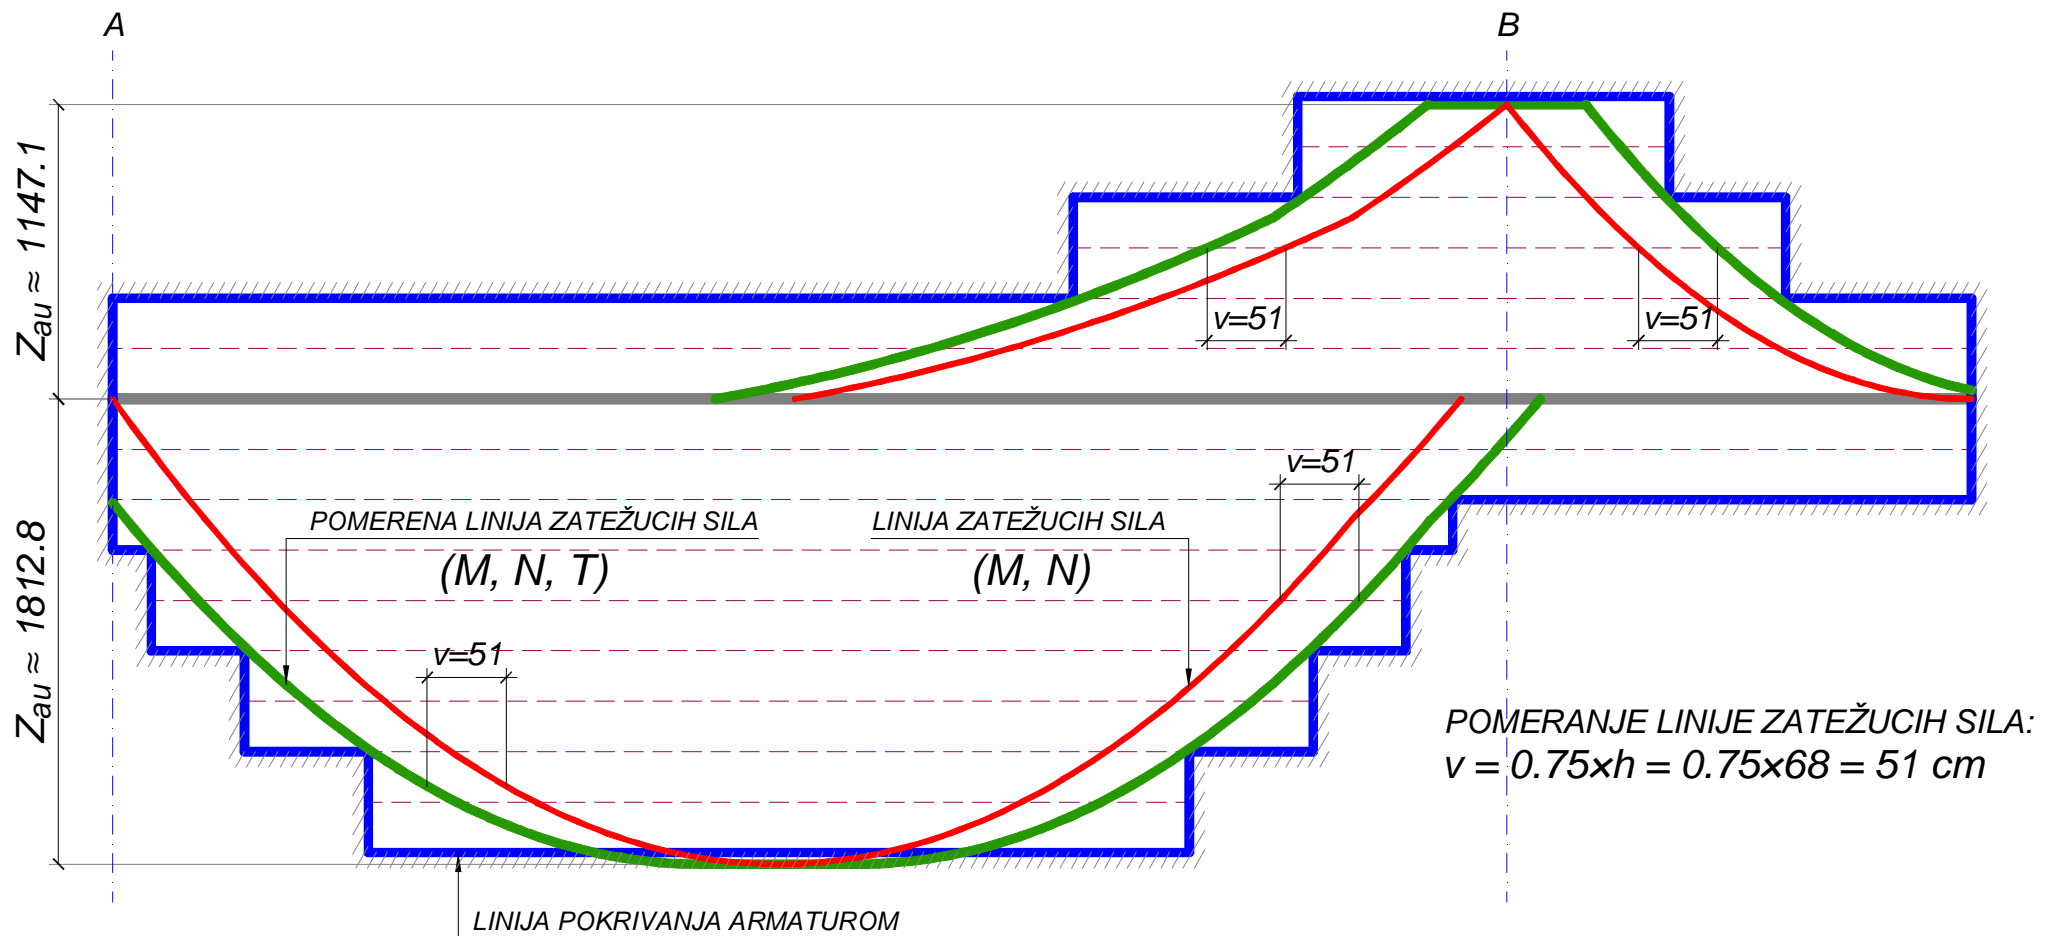 A
B
Zau ≈ 1147.1
v=51
v=51
v=51
POMERENA LINIJA ZATEŽUCIH SILA
(M, N, T)
LINIJA ZATEŽUCIH SILA
(M, N)
Zau ≈ 1812.8
v=51
POMERANJE LINIJE ZATEŽUCIH SILA:
v = 0.75×h = 0.75×68 = 51 cm
LINIJA POKRIVANJA ARMATUROM